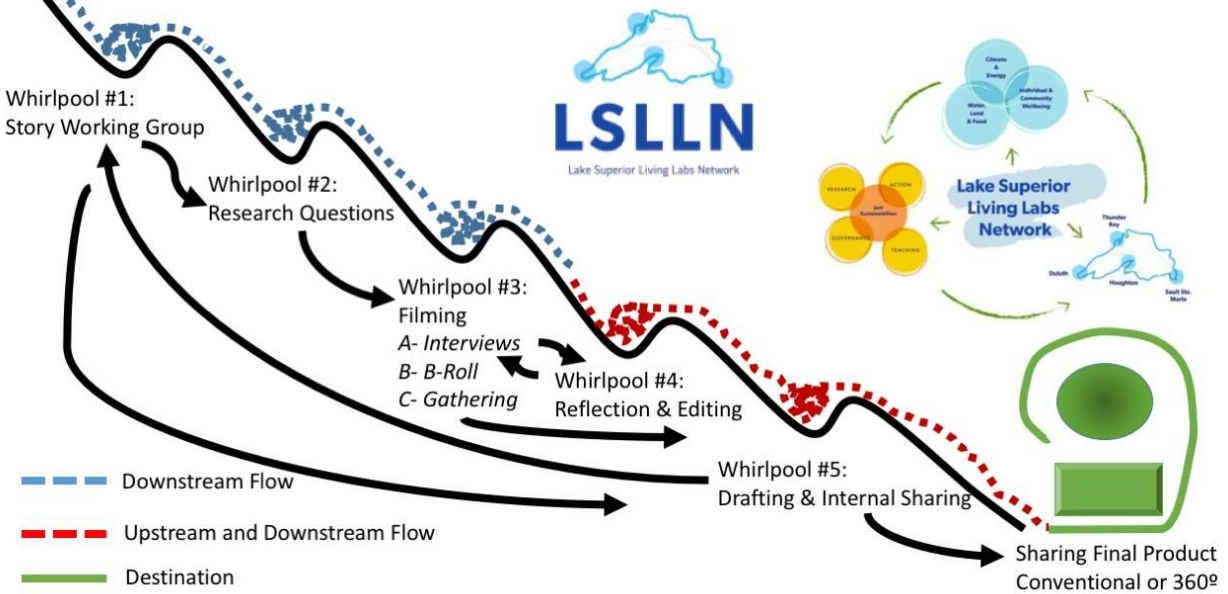 Whirlpool #1:
Story Working Group
Whirlpool #2:
Research Questions
Whirlpool #3:
Filming
A- Interviews
B- B-Roll
C- Gathering
Whirlpool #4:
Reflection & Editing
Whirlpool #5:
Drafting & Internal Sharing
Sharing Final Product
Conventional or 360º
Downstream Flow
Upstream and Downstream Flow
Destination
LSLLN
Lake Superior Living Labs Network
Climate
&
Energy
Individual &
Community
Wellbeing
Water,
Land
& Food
RESEARCH
ACTION
Just
Sustainabilities
GOVERNANCE
TEACHING
Lake Superior
Living Labs
Network
Thunder
Bay
Duluth
Houghton
Sault Ste.
Marie